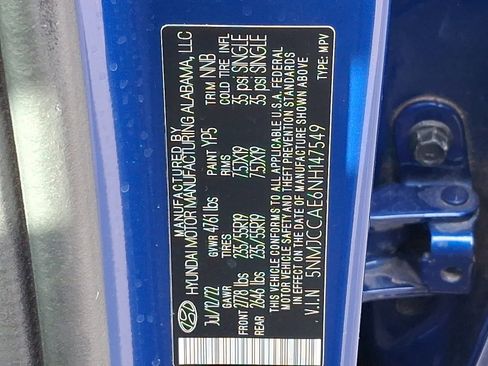 MANUFACTURED BY
HYUNDAI MOTOR MANUFACTURING ALABAMA, LLC
Jul/10/22 YP5 TRIM NNB
GVWR 4761 lbs
GAWR RIMS COLD TIRE INFL
FRONT 2778 lbs 235/55R19 7.5JX19 35 psi SINGLE
REAR 2646 lbs 235/55R19 7.5JX19 35 psi SINGLE
THIS VEHICLE CONFORMS TO ALL APPLICABLE U.S.A. FEDERAL
MOTOR VEHICLE SAFETY AND THEFT PREVENTION STANDARDS
IN EFFECT ON THE DATE OF MANUFACTURE SHOWN ABOVE
V.I.N 5NMJCCAE6NH147549 TYPE: MPV